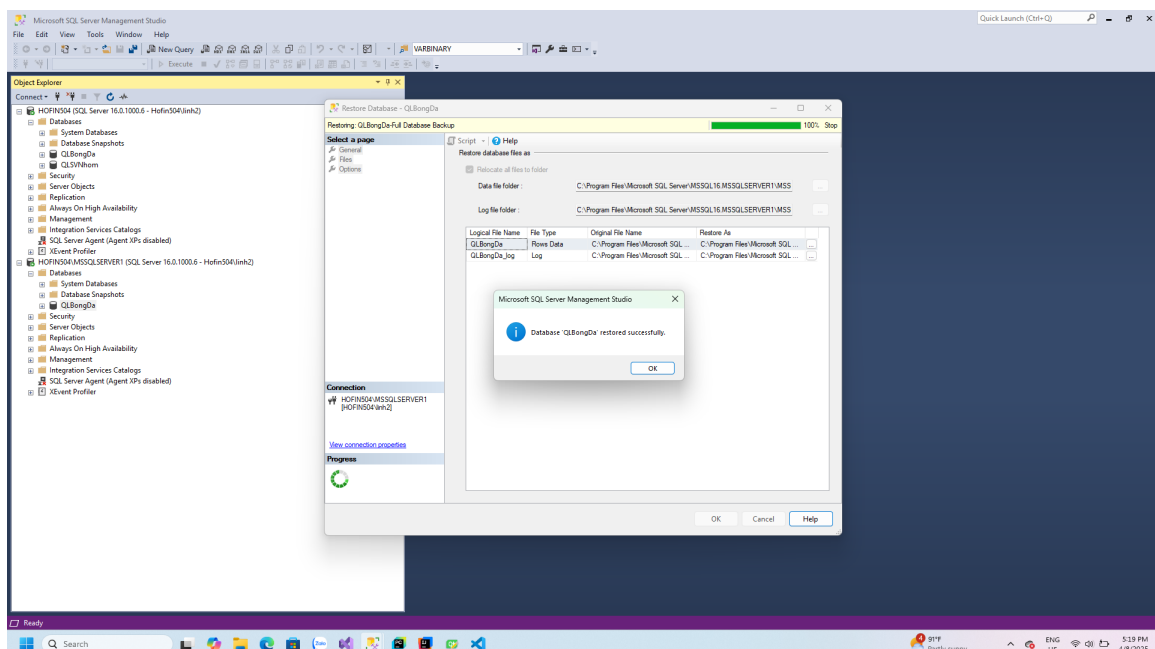 Microsoft SQL Server Management Studio
Quick Launch (Ctrl+Q)
File Edit View Tools Window Help
New Query
VARBINARY
Execute
Object Explorer
Connect
HOFIN504 (SQL Server 16.0.1000.6 - Hofin504\linh2)
Databases
System Databases
Database Snapshots
QLBongDa
QLSVNhom
Security
Server Objects
Replication
Always On High Availability
Management
Integration Services Catalogs
SQL Server Agent (Agent XPs disabled)
XEvent Profiler
HOFIN504\MSSQLSERVER1 (SQL Server 16.0.1000.6 - Hofin504\linh2)
Databases
System Databases
Database Snapshots
QLBongDa
Security
Server Objects
Replication
Always On High Availability
Management
Integration Services Catalogs
SQL Server Agent (Agent XPs disabled)
XEvent Profiler
Restore Database - QLBongDa
Restoring: QLBongDa-Full Database Backup
100% Stop
Select a page
General
Files
Options
Script Help
Restore database files as
Relocate all files to folder
Data file folder : C:\Program Files\Microsoft SQL Server\MSSQL16.MSSQLSERVER1\MSS
Log file folder : C:\Program Files\Microsoft SQL Server\MSSQL16.MSSQLSERVER1\MSS
Logical File Name File Type Original File Name Restore As
QLBongDa Rows Data C:\Program Files\Microsoft SQL ... C:\Program Files\Microsoft SQL ... ...
QLBongDa_log Log C:\Program Files\Microsoft SQL ... C:\Program Files\Microsoft SQL ... ...
Microsoft SQL Server Management Studio
Database 'QLBongDa' restored successfully.
OK
Connection
HOFIN504\MSSQLSERVER1
[HOFIN504\linh2]
View connection properties
Progress
OK Cancel Help
Ready
Search
Zalo
4
91°F
Partly sunny
ENG
US
5:19 PM
4/8/2025